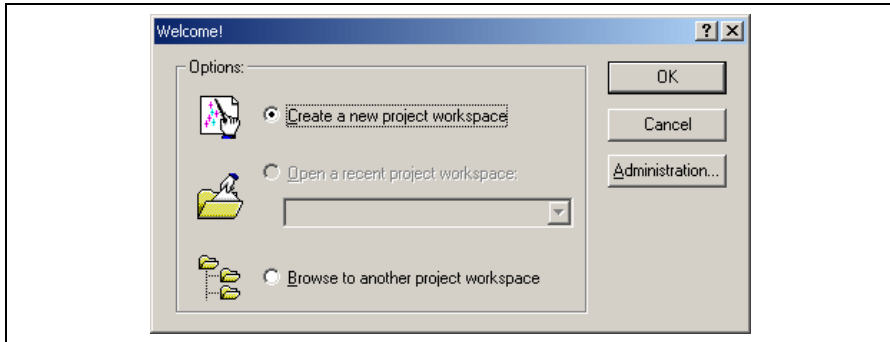 Welcome!
Options:
Create a new project workspace
Open a recent project workspace:
Browse to another project workspace
OK
Cancel
Administration...